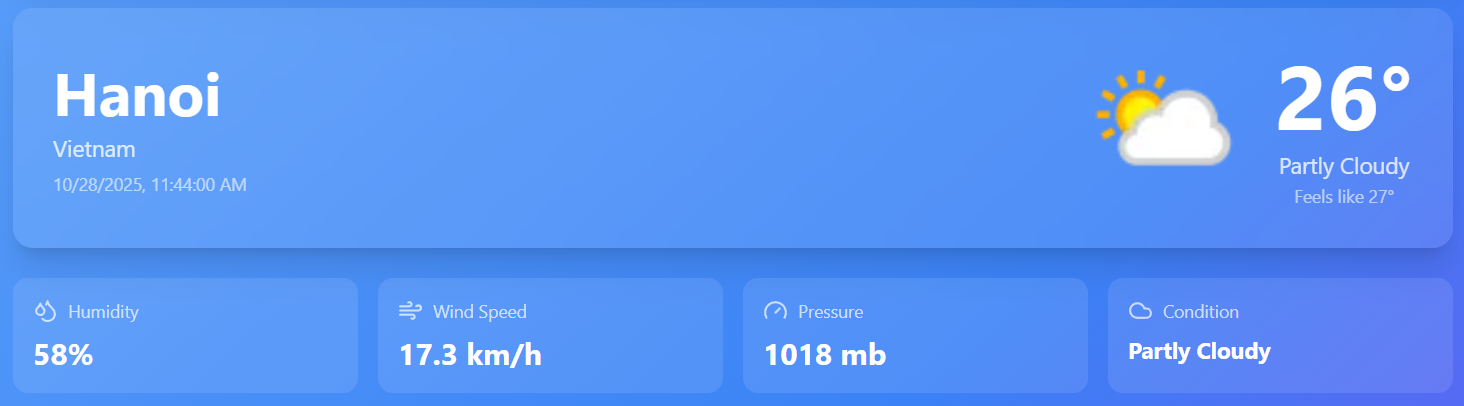 Hanoi
Vietnam
10/28/2025, 11:44:00 AM
26°
Partly Cloudy
Feels like 27°
Humidity
58%
Wind Speed
17.3 km/h
Pressure
1018 mb
Condition
Partly Cloudy